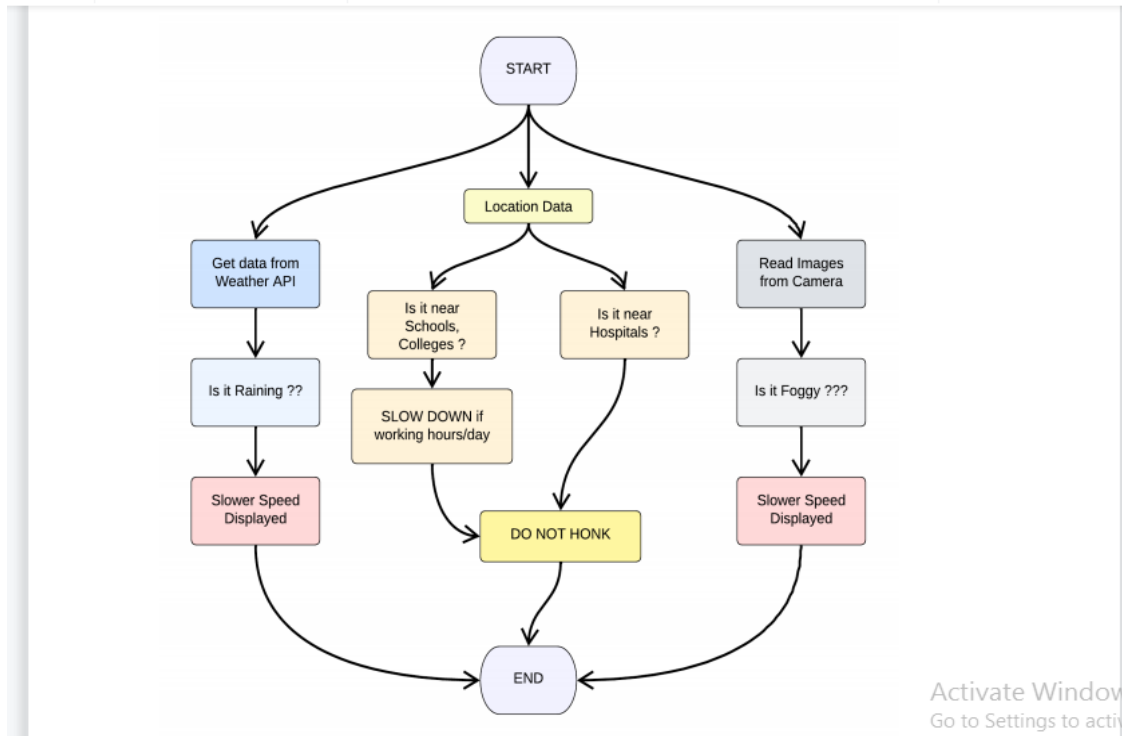 START
Location Data
Get data from
Weather API
Read Images
from Camera
Is it near
Schools,
Colleges ?
Is it near
Hospitals ?
Is it Raining ??
Is it Foggy ???
SLOW DOWN if
working hours/day
Slower Speed
Displayed
Slower Speed
Displayed
DO NOT HONK
END
Activate Window
Go to Settings to activ